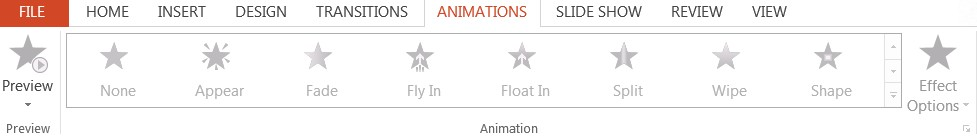 FILE HOME INSERT DESIGN TRANSITIONS ANIMATIONS SLIDE SHOW REVIEW VIEW
Preview
None Appear Fade Fly In Float In Split Wipe Shape
Effect
Options
Preview Animation